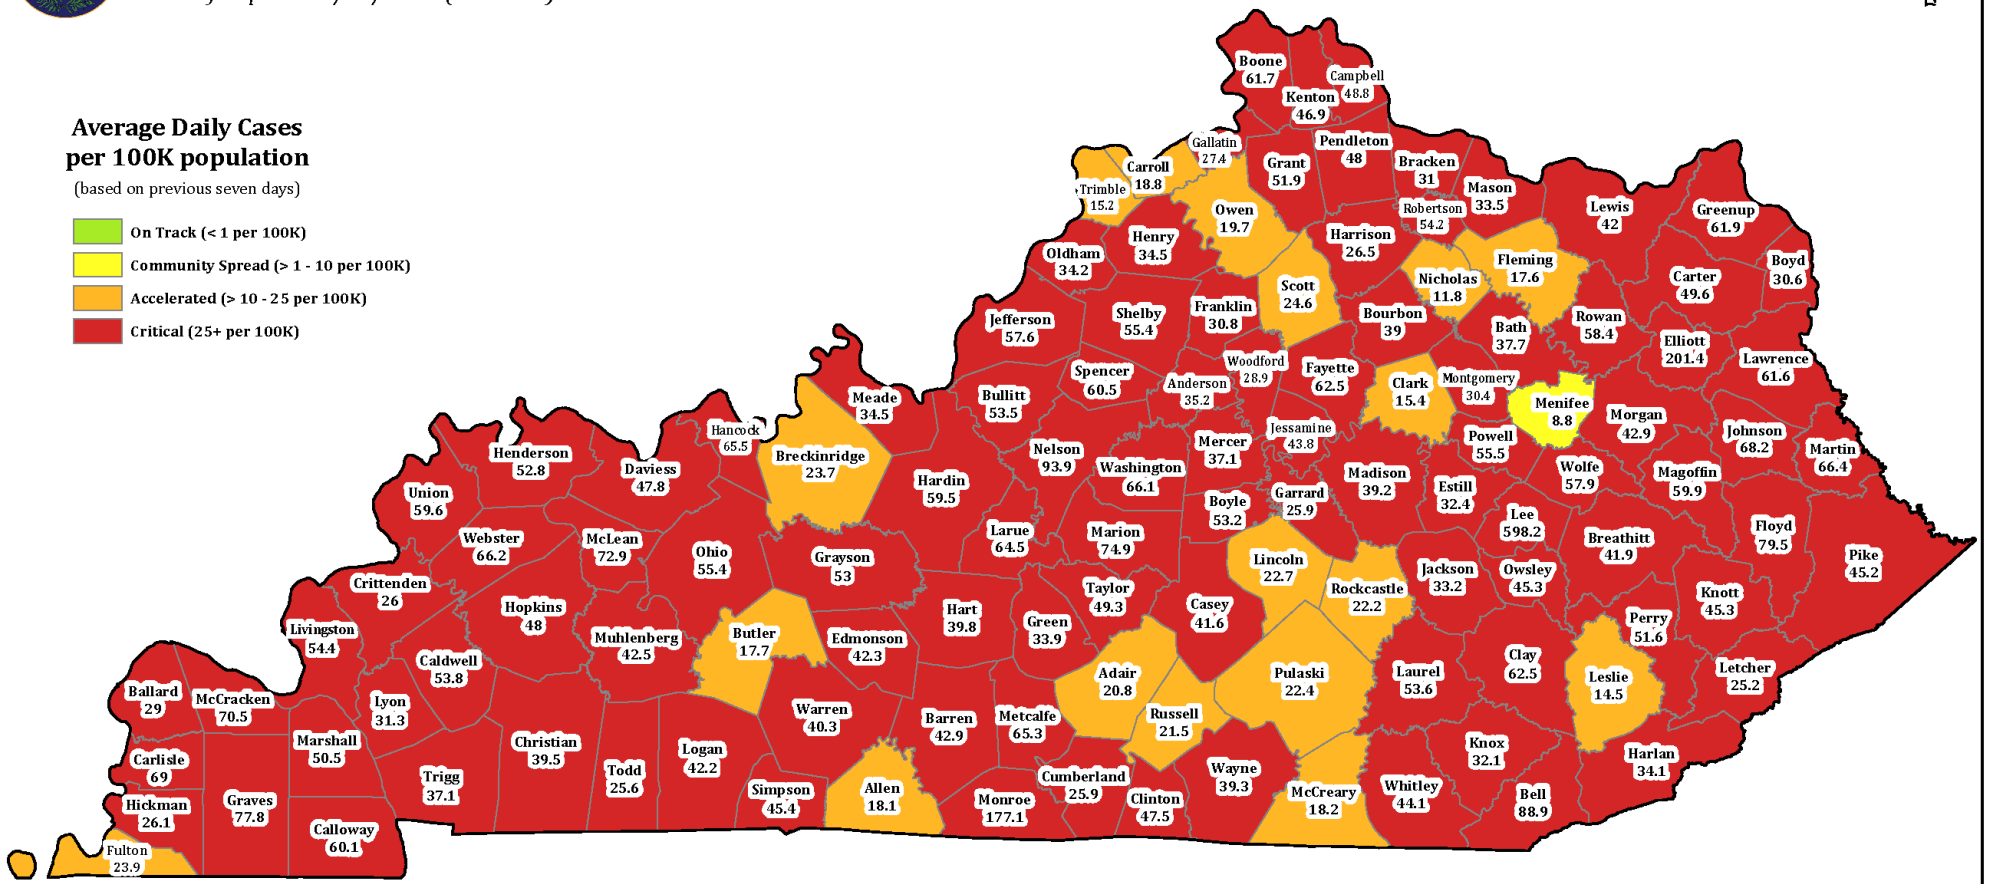 Average Daily Cases
per 100K population
(based on previous seven days)
On Track (< 1 per 100K)
Community Spread (> 1 - 10 per 100K)
Accelerated (> 10 - 25 per 100K)
Critical (25+ per 100K)
Boone
61.7
Campbell
48.8
Kenton
46.9
Gallatin
27.4
Pendleton
48
Grant
51.9
Bracken
31
Carroll
18.8
Trimble
15.2
Mason
33.5
Robertson
54.2
Lewis
42
Greenup
61.9
Owen
19.7
Henry
34.5
Harrison
26.5
Oldham
34.2
Fleming
17.6
Nicholas
11.8
Boyd
30.6
Carter
49.6
Scott
24.6
Franklin
30.8
Shelby
55.4
Jefferson
57.6
Bourbon
39
Bath
37.7
Rowan
58.4
Elliott
201.4
Lawrence
61.6
Woodford
28.9
Fayette
62.5
Spencer
60.5
Anderson
35.2
Clark
15.4
Montgomery
30.4
Menifee
8.8
Morgan
42.9
Johnson
68.2
Martin
66.4
Meade
34.5
Bullitt
53.5
Hancock
65.5
Breckinridge
23.7
Jessamine
43.8
Mercer
37.1
Powell
55.5
Nelson
93.9
Washington
66.1
Henderson
52.8
Daviess
47.8
Union
59.6
Hardin
59.5
Madison
39.2
Estill
32.4
Wolfe
57.9
Magoffin
59.9
Boyle
53.2
Garrard
25.9
Lee
598.2
Floyd
79.5
Webster
66.2
McLean
72.9
Ohio
55.4
Grayson
53
Larue
64.5
Marion
74.9
Breathitt
41.9
Pike
45.2
Lincoln
22.7
Rockcastle
22.2
Jackson
33.2
Owsley
45.3
Knott
45.3
Crittenden
26
Hopkins
48
Taylor
49.3
Casey
41.6
Hart
39.8
Green
33.9
Perry
51.6
Livingston
54.4
Muhlenberg
42.5
Butler
17.7
Edmonson
42.3
Caldwell
53.8
Clay
62.5
Letcher
25.2
Adair
20.8
Pulaski
22.4
Laurel
53.6
Leslie
14.5
Ballard
29
McCracken
70.5
Lyon
31.3
Warren
40.3
Barren
42.9
Metcalfe
65.3
Russell
21.5
Marshall
50.5
Christian
39.5
Logan
42.2
Knox
32.1
Harlan
34.1
Carlisle
69
Trigg
37.1
Todd
25.6
Simpson
45.4
Allen
18.1
Cumberland
25.9
Wayne
39.3
McCreary
18.2
Whitley
44.1
Bell
88.9
Hickman
26.1
Graves
77.8
Monroe
177.1
Clinton
47.5
Calloway
60.1
Fulton
23.9